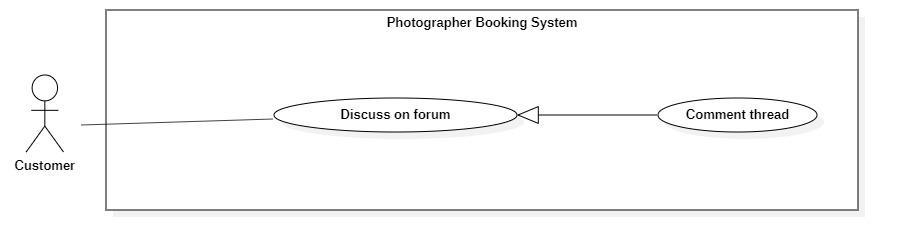 Photographer Booking System
Discuss on forum
Comment thread
Customer